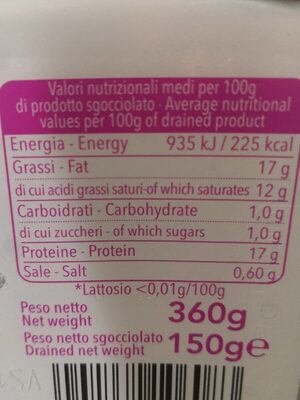 Valori nutrizionali medi per 100g
di prodotto sgocciolato - Average nutritional
values per 100g of drained product
Energia - Energy 935 kJ / 225 kcal
Grassi - Fat 17 g
di cui acidi grassi saturi-of which saturates 12 g
Carboidrati - Carbohydrate 1,0 g
di cui zuccheri - of which sugars 1,0 g
Proteine - Protein 17 g
Sale - Salt 0,60 g
*Lattosio <0,01g/100g
Peso netto
Net weight 360g
Peso netto sgocciolato
Drained net weight 150g℮